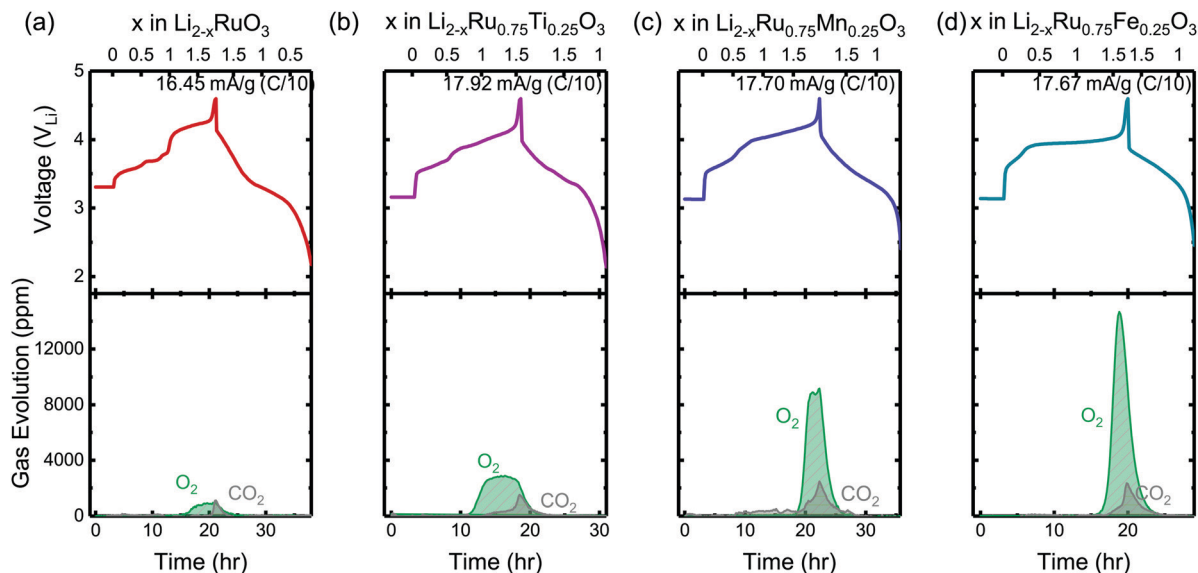 (a) x in Li2-xRuO3
(b) x in Li2-xRu0.75Ti0.25O3
(c) x in Li2-xRu0.75Mn0.25O3
(d) x in Li2-xRu0.75Fe0.25O3
0 0.5 1 1.5 2 1.5 1 0.5
0 0.5 1 1.5 1
0 0.5 1 1.5 2 1.5 1
0 0.5 1 1.5 1.5 1
16.45 mA/g (C/10)
17.92 mA/g (C/10)
17.70 mA/g (C/10)
17.67 mA/g (C/10)
Voltage (VLi)
5
4
3
2
Gas Evolution (ppm)
12000
8000
4000
0
O2 CO2
O2 CO2
O2 CO2
O2 CO2
0 10 20 30
0 10 20 30
0 10 20 30
0 10 20
Time (hr)
Time (hr)
Time (hr)
Time (hr)